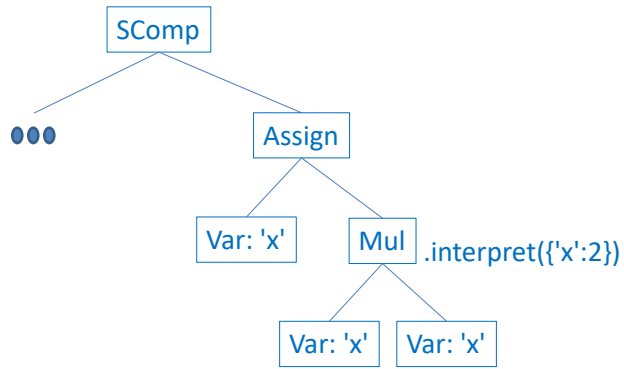 SComp
Assign
Var: 'x'
Mul
.interpret({'x':2})
Var: 'x'
Var: 'x'